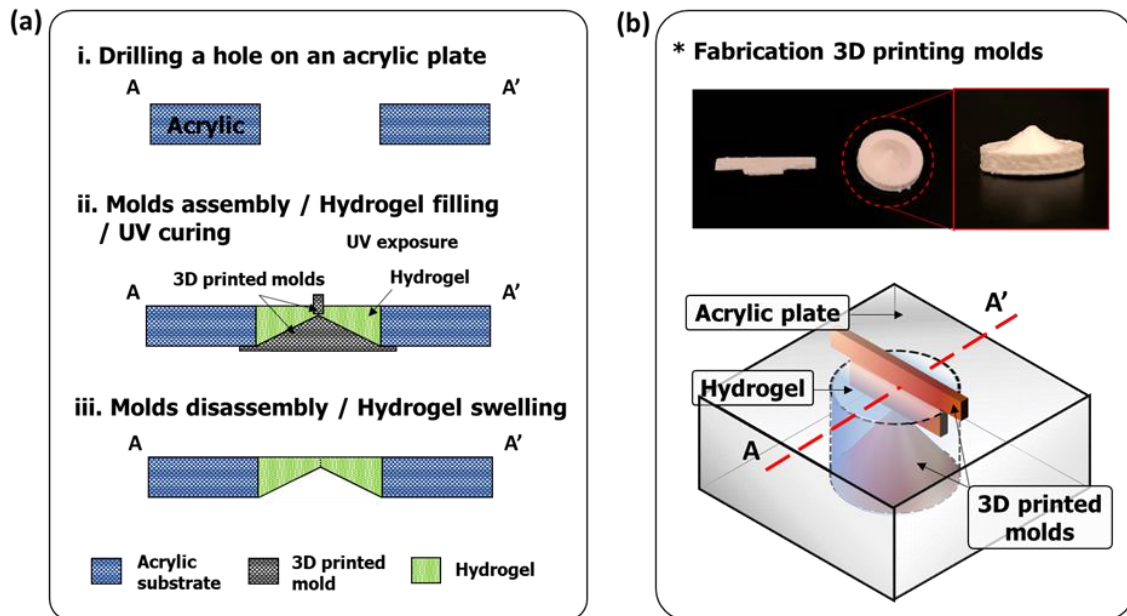 (a)
i. Drilling a hole on an acrylic plate
A
A'
Acrylic
ii. Molds assembly / Hydrogel filling
/ UV curing
UV exposure
3D printed molds
Hydrogel
A
A'
iii. Molds disassembly / Hydrogel swelling
A
A'
Acrylic
substrate
3D printed
mold
Hydrogel
(b)
* Fabrication 3D printing molds
Acrylic plate
A'
Hydrogel
A
3D printed
molds